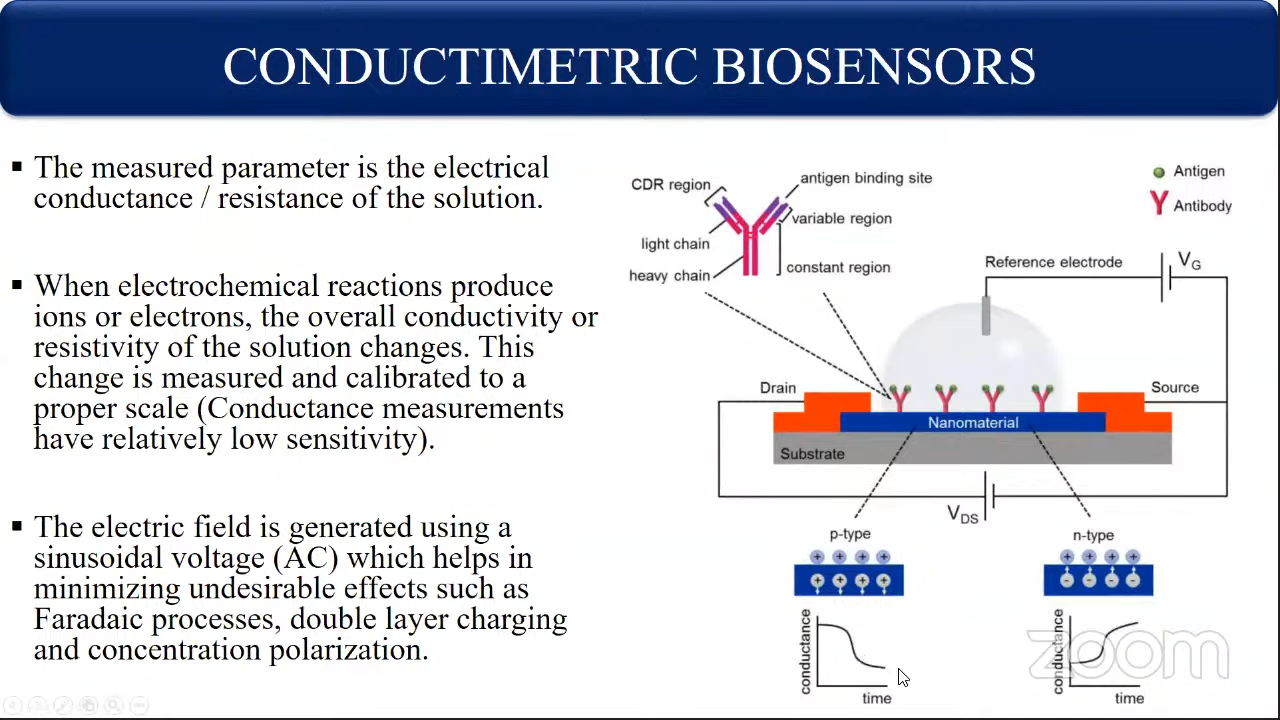 CONDUCTIMETRIC BIOSENSORS
▪ The measured parameter is the electrical
conductance / resistance of the solution.
▪ When electrochemical reactions produce
ions or electrons, the overall conductivity or
resistivity of the solution changes. This
change is measured and calibrated to a
proper scale (Conductance measurements
have relatively low sensitivity).
▪ The electric field is generated using a
sinusoidal voltage (AC) which helps in
minimizing undesirable effects such as
Faradaic processes, double layer charging
and concentration polarization.
CDR region
antigen binding site
variable region
light chain
heavy chain
constant region
Antigen
Antibody
Reference electrode
VG
Drain
Source
Nanomaterial
Substrate
VDS
p-type
n-type
conductance
time
conductance
time
zoom